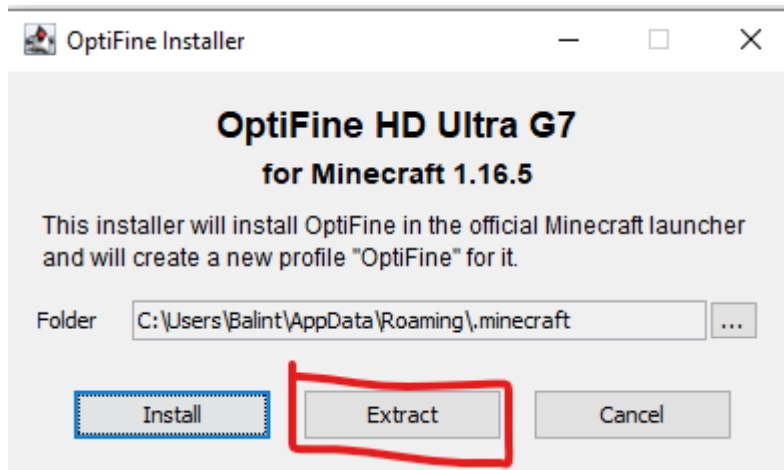 OptiFine Installer
OptiFine HD Ultra G7
for Minecraft 1.16.5
This installer will install OptiFine in the official Minecraft launcher
and will create a new profile "OptiFine" for it.
Folder C:\Users\Balint\AppData\Roaming\.minecraft ...
Install Extract Cancel